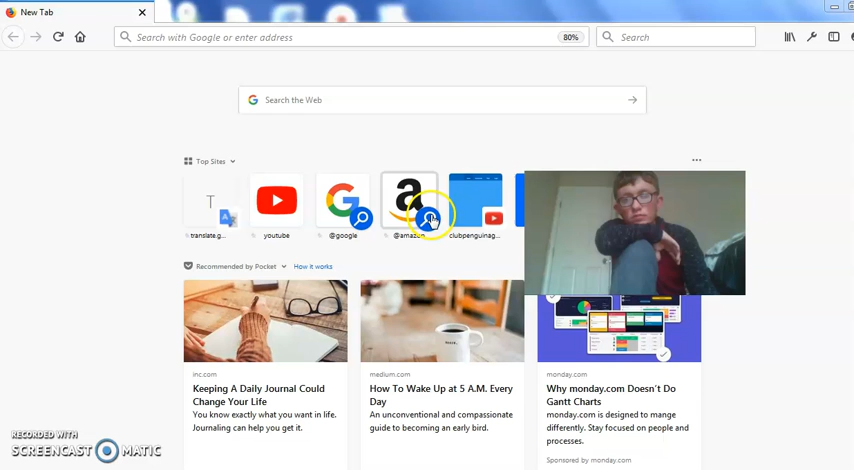 New Tab
Search with Google or enter address
80%
Search
Search the Web
Top Sites
T
translate.g...
youtube
@google
@amazon
clubpenguinag...
Recommended by Pocket
How it works
inc.com
Keeping A Daily Journal Could
Change Your Life
You know exactly what you want in life.
Journaling can help you get it.
medium.com
How To Wake Up at 5 A.M. Every
Day
An unconventional and compassionate
guide to becoming an early bird.
monday.com
Why monday.com Doesn't Do
Gantt Charts
monday.com is designed to mange
differently. Stay focused on people and
processes.
Sponsored by monday.com
RECORDED WITH
SCREENCAST MATIC